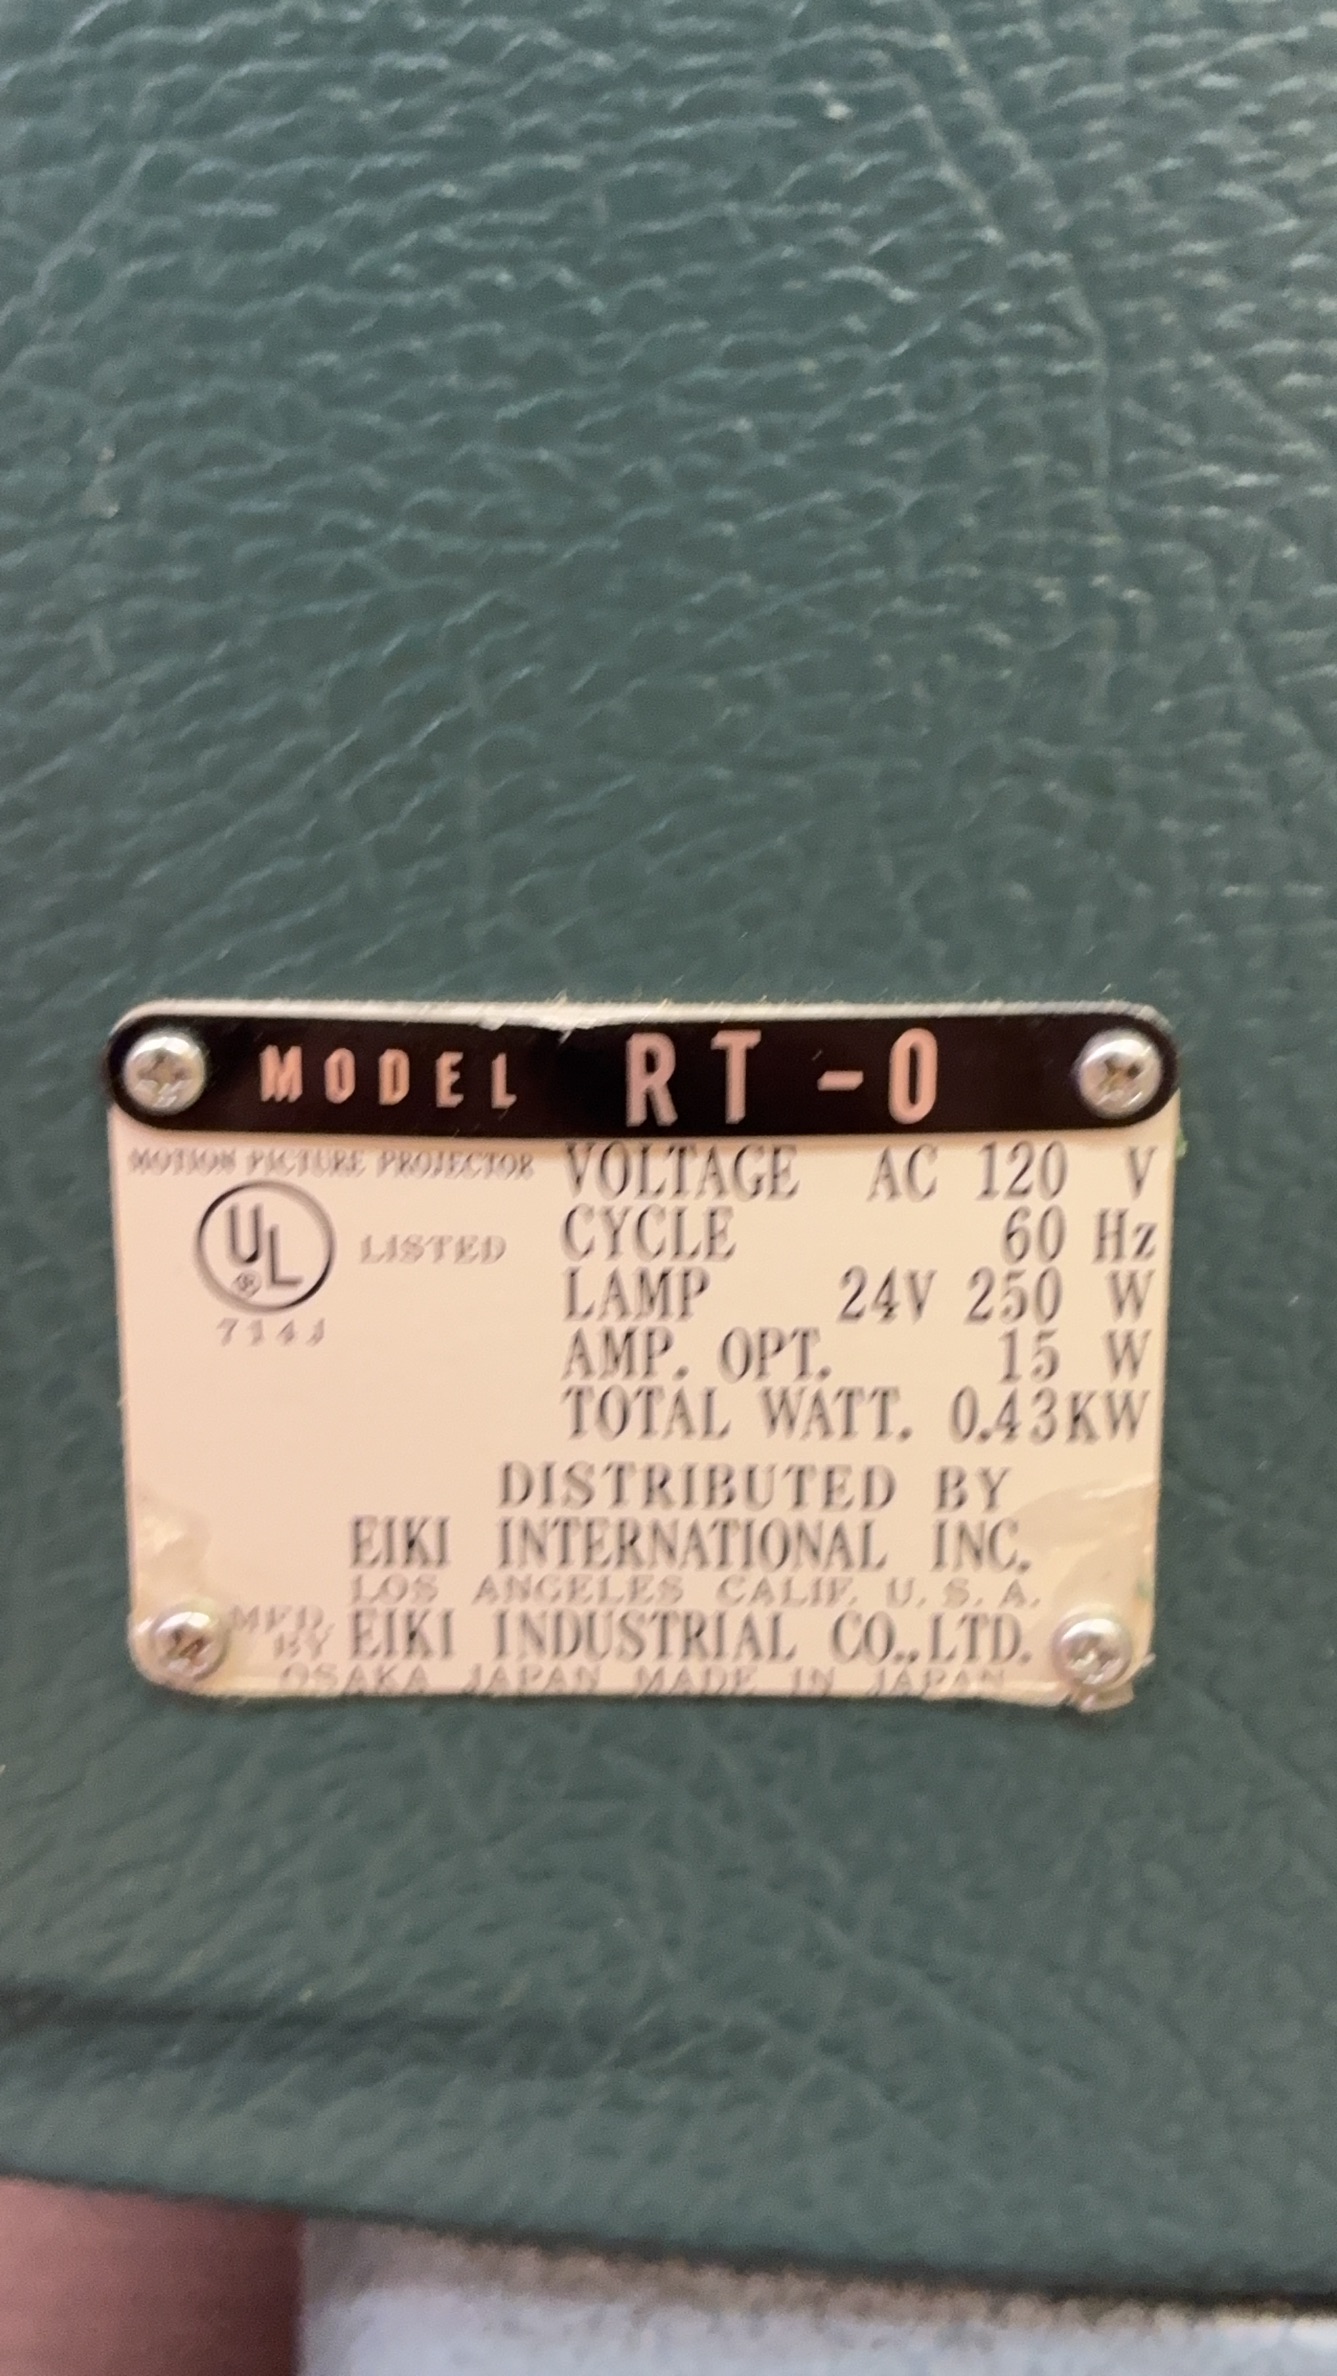 MODEL RT-0
MOTION PICTURE PROJECTOR
UL ® LISTED
714J
VOLTAGE AC 120 V
CYCLE 60 Hz
LAMP 24V 250 W
AMP. OPT. 15 W
TOTAL WATT. 0.43KW
DISTRIBUTED BY
EIKI INTERNATIONAL INC.
LOS ANGELES CALIF. U.S.A.
MFD. BY EIKI INDUSTRIAL CO.,LTD.
OSAKA JAPAN MADE IN JAPAN